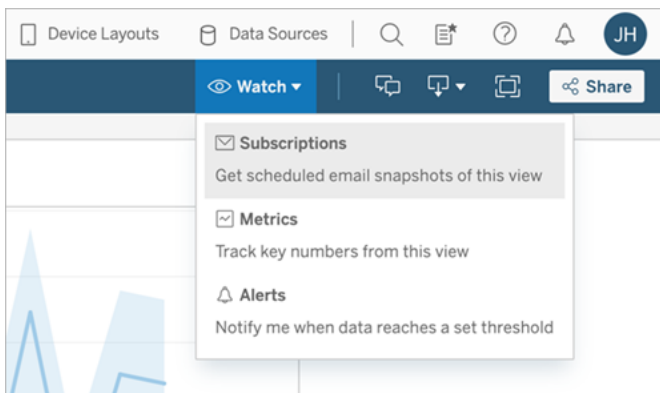 Device Layouts Data Sources JH
Watch Share
Subscriptions
Get scheduled email snapshots of this view
Metrics
Track key numbers from this view
Alerts
Notify me when data reaches a set threshold